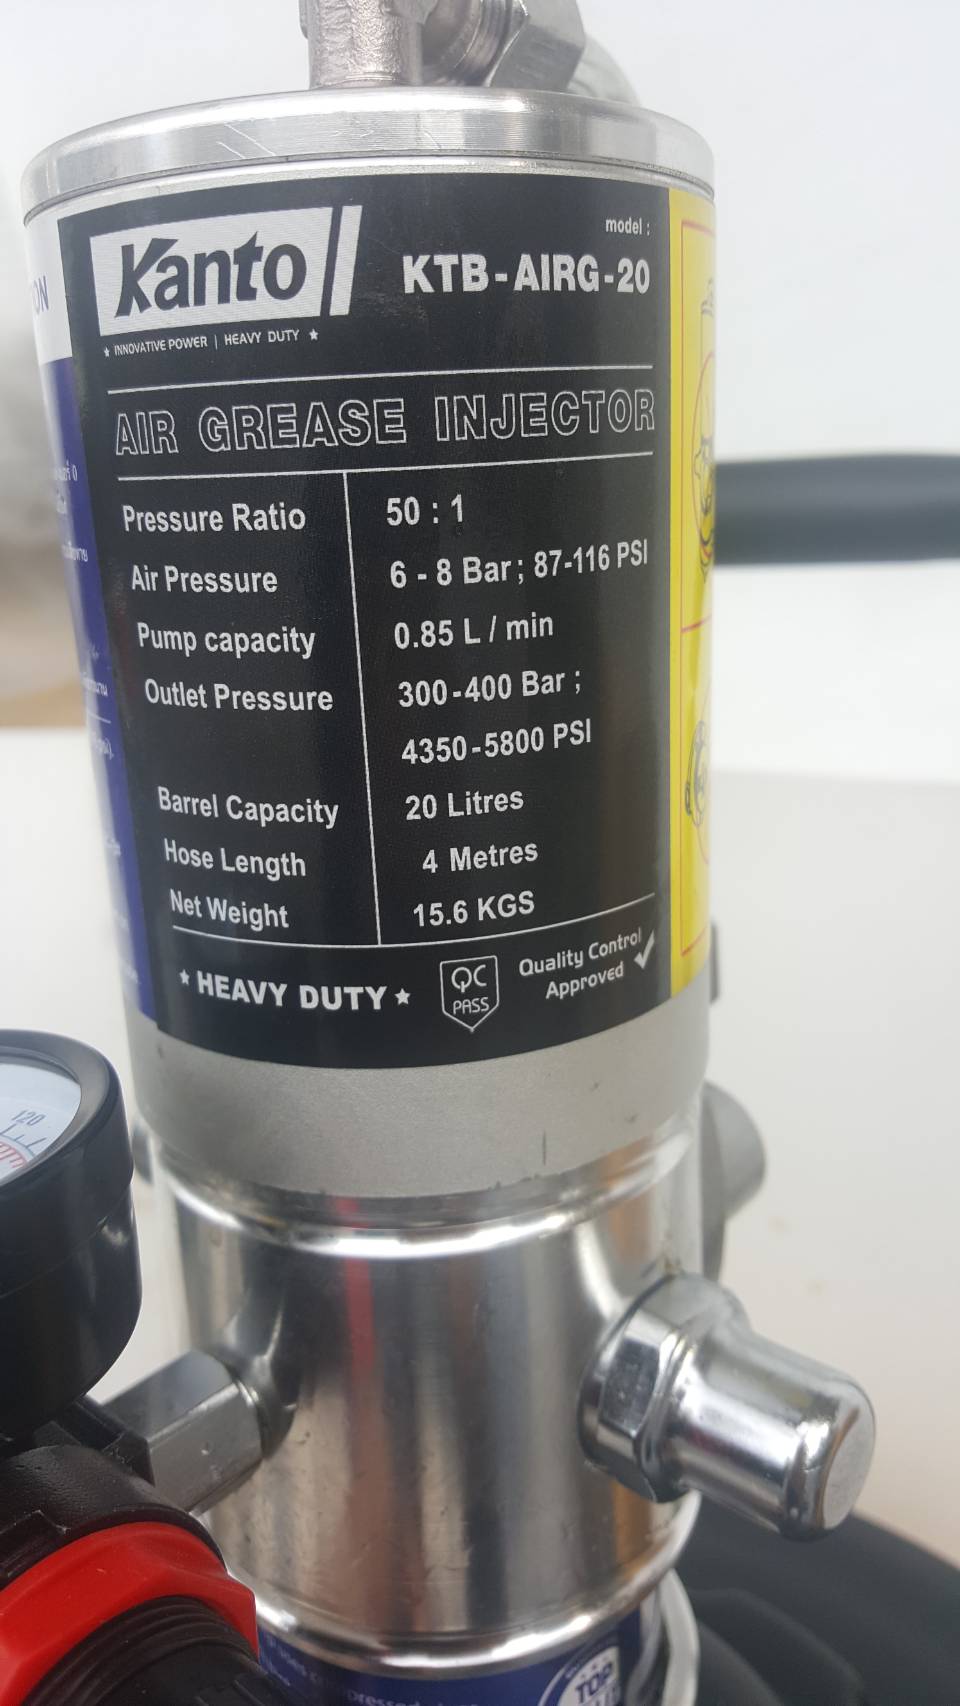 Kanto
★ INNOVATIVE POWER | HEAVY DUTY ★
model :
KTB-AIRG-20
AIR GREASE INJECTOR
Pressure Ratio 50 : 1
Air Pressure 6 - 8 Bar ; 87-116 PSI
Pump capacity 0.85 L / min
Outlet Pressure 300-400 Bar ;
4350-5800 PSI
Barrel Capacity 20 Litres
Hose Length 4 Metres
Net Weight 15.6 KGS
★ HEAVY DUTY ★
QC
PASS
Quality Control
Approved
120
TOP